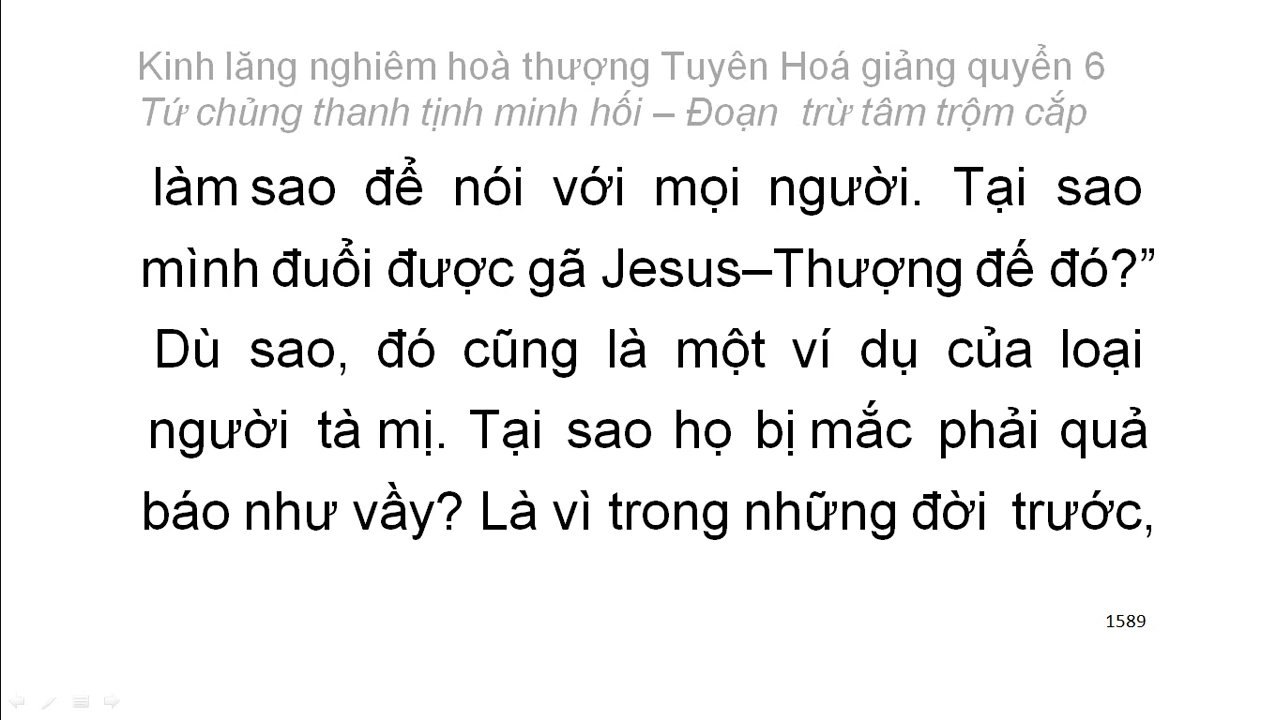 Kinh lăng nghiêm hoà thượng Tuyên Hoá giảng quyển 6
Tứ chủng thanh tịnh minh hối – Đoạn trừ tâm trộm cắp
làm sao để nói với mọi người. Tại sao
mình đuổi được gã Jesus–Thượng đế đó?”
Dù sao, đó cũng là một ví dụ của loại
người tà mị. Tại sao họ bị mắc phải quả
báo như vầy? Là vì trong những đời trước,
1589